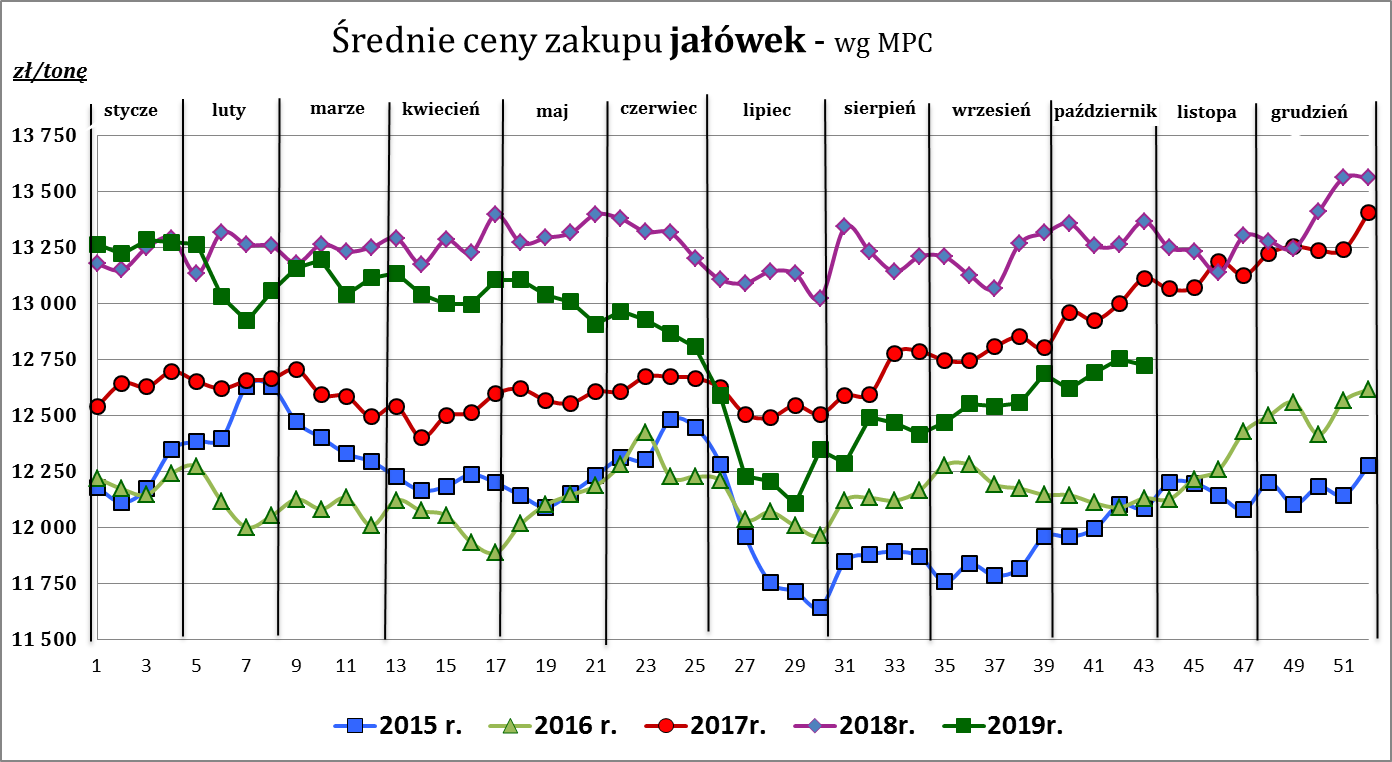 Średnie ceny zakupu jałówek - wg MPC
zł/tonę
stycze luty marze kwiecień maj czerwiec lipiec sierpień wrzesień październik listopa grudzień
13 750
13 500
13 250
13 000
12 750
12 500
12 250
12 000
11 750
11 500
1 3 5 7 9 11 13 15 17 19 21 23 25 27 29 31 33 35 37 39 41 43 45 47 49 51
2015 r. 2016 r. 2017r. 2018r. 2019r.